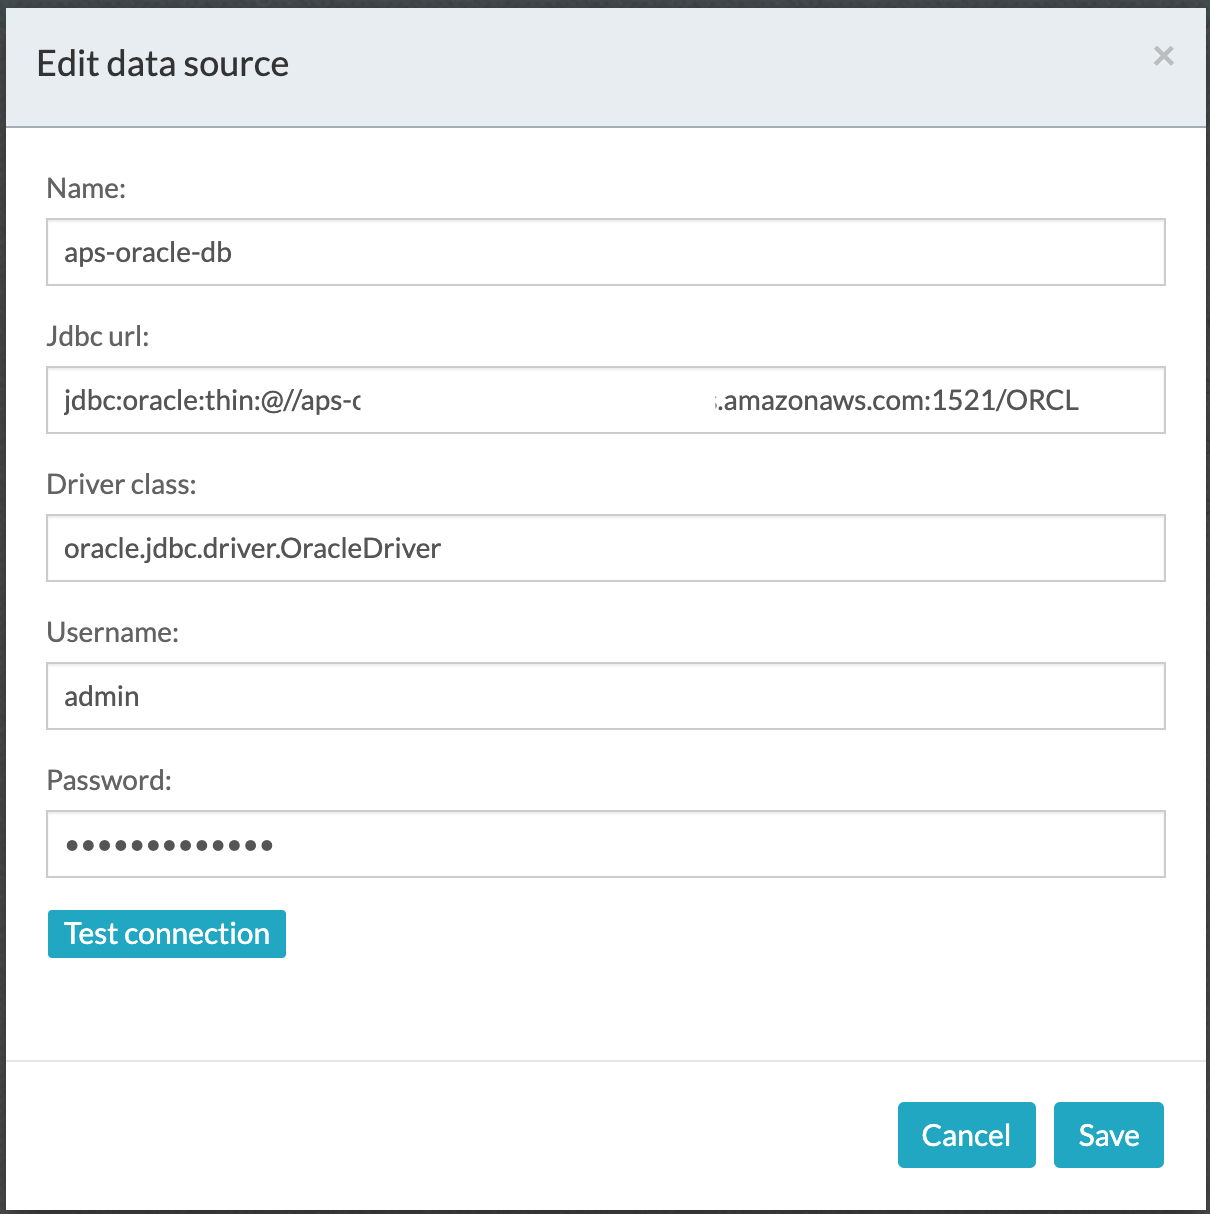 Edit data source
×
Name:
aps-oracle-db
Jdbc url:
jdbc:oracle:thin:@//aps- .amazonaws.com:1521/ORCL
Driver class:
oracle.jdbc.driver.OracleDriver
Username:
admin
Password:
•••••••••••••
Test connection
Cancel Save